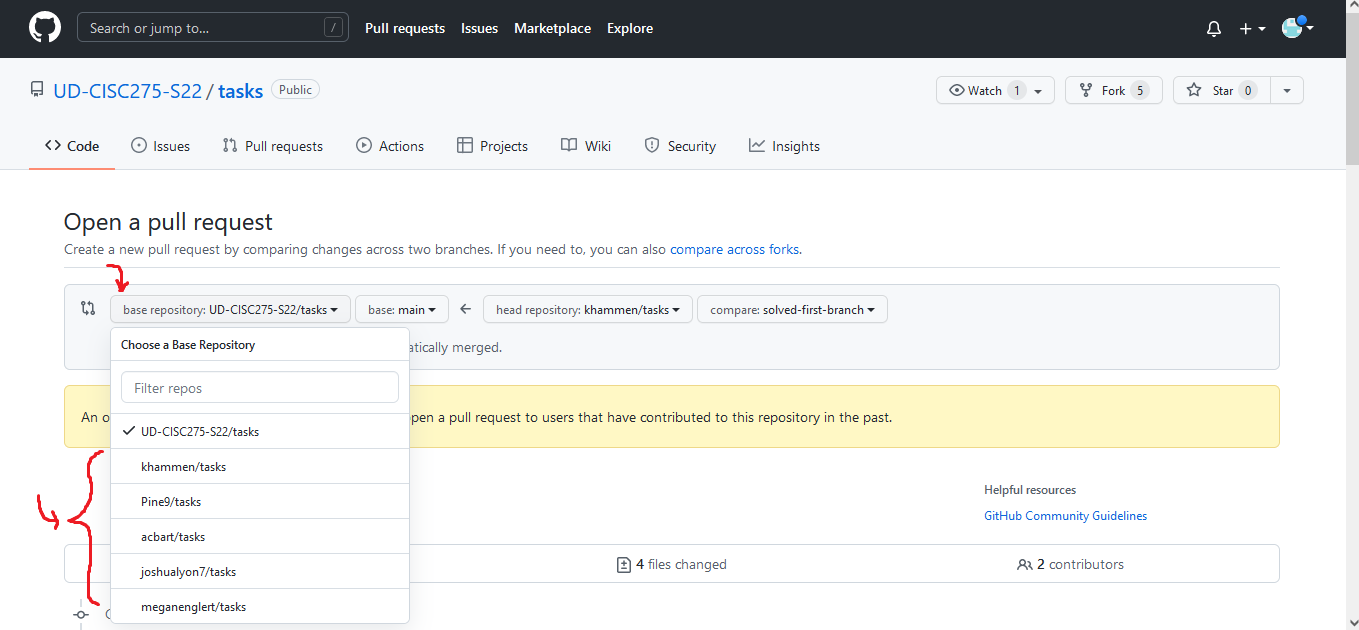 Search or jump to… / Pull requests Issues Marketplace Explore
UD-CISC275-S22 / tasks Public Watch 1 Fork 5 Star 0
Code Issues Pull requests Actions Projects Wiki Security Insights
Open a pull request
Create a new pull request by comparing changes across two branches. If you need to, you can also compare across forks.
base repository: UD-CISC275-S22/tasks base: main head repository: khammen/tasks compare: solved-first-branch
Choose a Base Repository
atically merged.
Filter repos
An o pen a pull request to users that have contributed to this repository in the past.
UD-CISC275-S22/tasks
khammen/tasks
Helpful resources
Pine9/tasks
GitHub Community Guidelines
acbart/tasks
4 files changed 2 contributors
joshualyon7/tasks
meganenglert/tasks